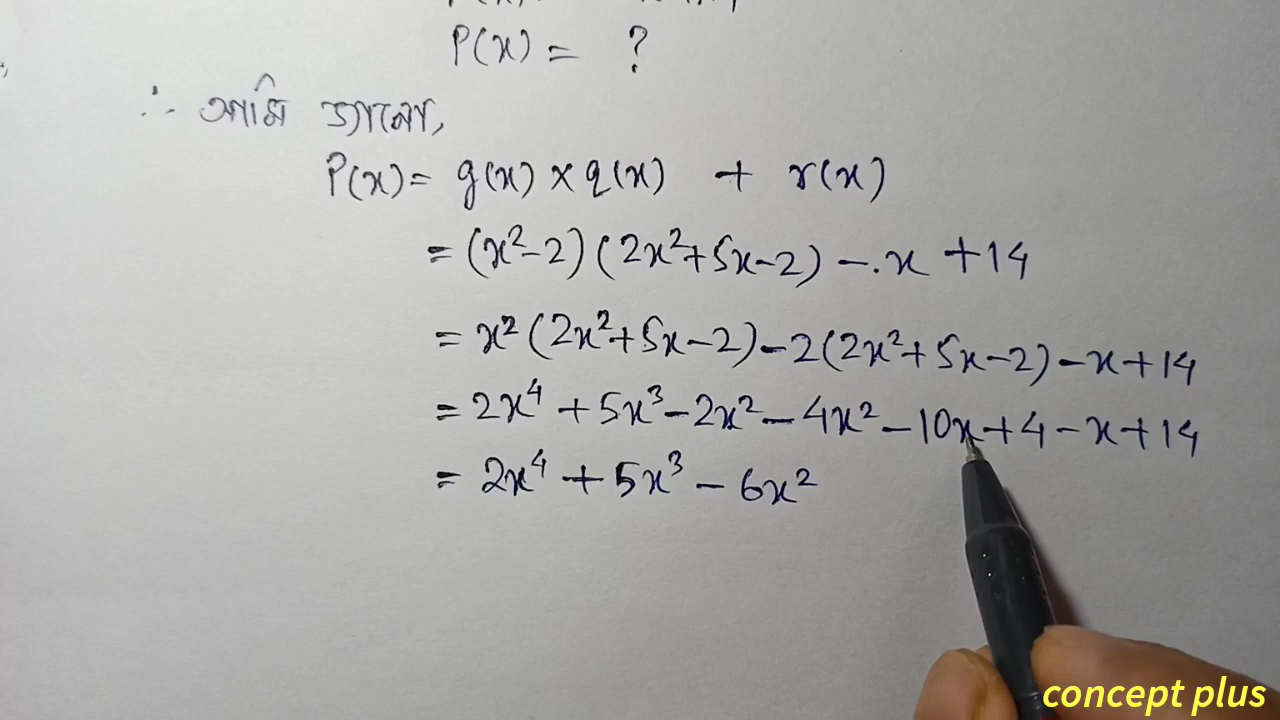 P(x) = ?
∴ আমি জানো,
P(x) = g(x) × q(x) + r(x)
= (x²-2) (2x²+5x-2) - x + 14
= x² (2x²+5x-2) - 2(2x²+5x-2) - x + 14
= 2x⁴ + 5x³ - 2x² - 4x² - 10x + 4 - x + 14
= 2x⁴ + 5x³ - 6x²
concept plus